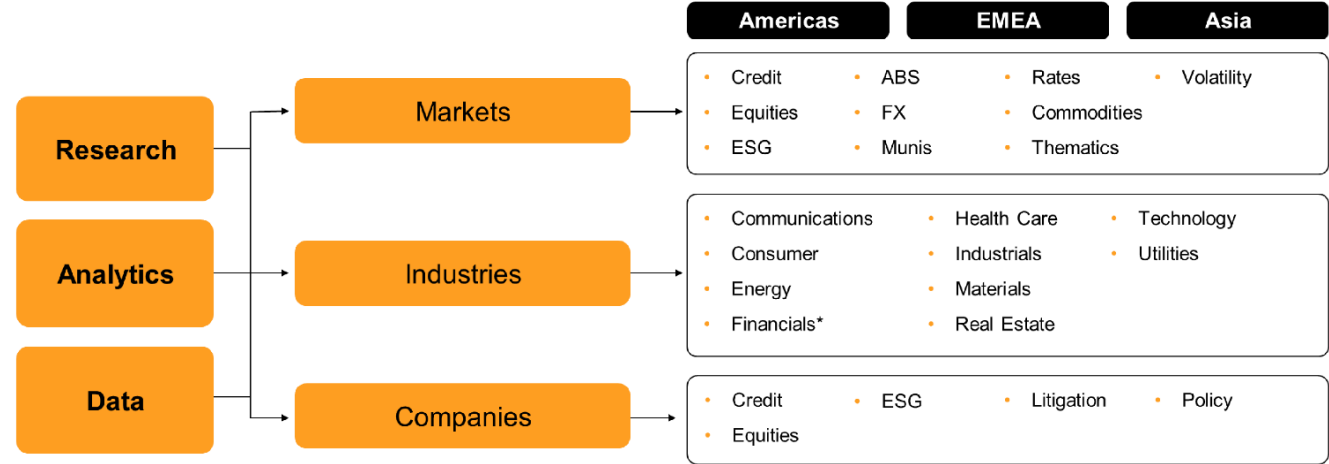 Americas
EMEA
Asia
Research
Analytics
Data
Markets
Industries
Companies
• Credit
• Equities
• ESG
• ABS
• FX
• Munis
• Rates
• Commodities
• Thematics
• Volatility
• Communications
• Consumer
• Energy
• Financials*
• Health Care
• Industrials
• Materials
• Real Estate
• Technology
• Utilities
• Credit
• Equities
• ESG
• Litigation
• Policy